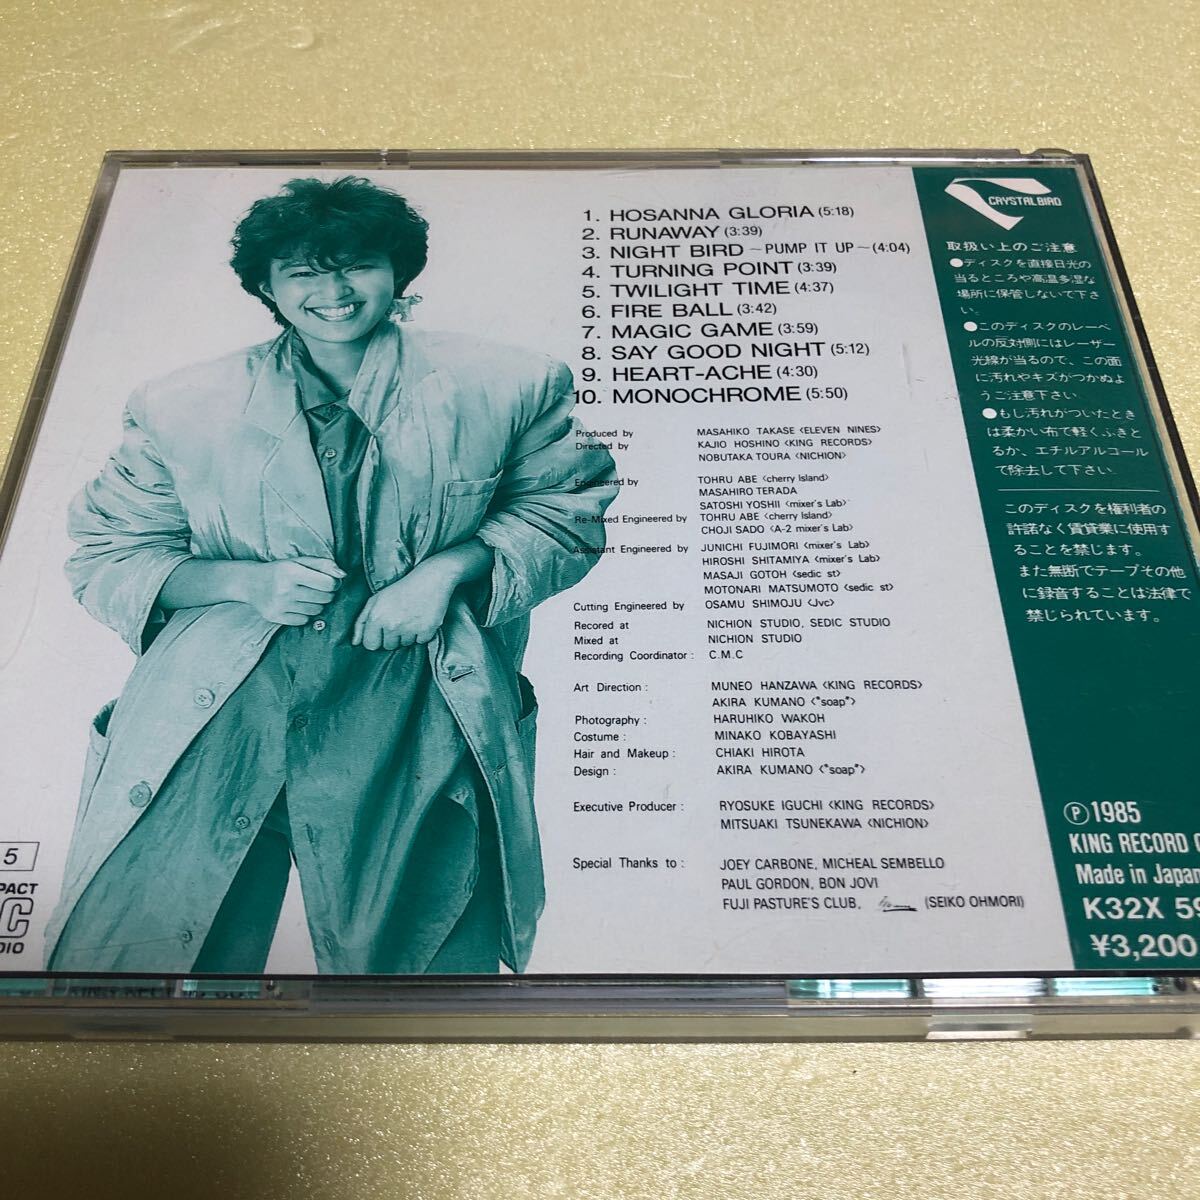 1. HOSANNA GLORIA (5:18)
2. RUNAWAY (3:39)
3. NIGHT BIRD ~PUMP IT UP~ (4:04)
4. TURNING POINT (3:39)
5. TWILIGHT TIME (4:37)
6. FIRE BALL (3:42)
7. MAGIC GAME (3:59)
8. SAY GOOD NIGHT (5:12)
9. HEART-ACHE (4:30)
10. MONOCHROME (5:50)
Produced by MASAHIKO TAKASE <ELEVEN NINES>
Directed by KAJIO HOSHINO <KING RECORDS>
NOBUTAKA TOURA <NICHION>
Engineered by TOHRU ABE <cherry Island>
MASAHIRO TERADA
SATOSHI YOSHII <mixer's Lab>
Re-Mixed Engineered by TOHRU ABE <cherry Island>
CHOJI SADO <A-2 mixer's Lab>
Assistant Engineered by JUNICHI FUJIMORI <mixer's Lab>
HIROSHI SHITAMIYA <mixer's Lab>
MASAJI GOTOH <sedic st>
MOTONARI MATSUMOTO <sedic st>
Cutting Engineered by OSAMU SHIMOJU <Jvc>
Recored at NICHION STUDIO, SEDIC STUDIO
Mixed at NICHION STUDIO
Recording Coordinator : C.M.C
Art Direction : MUNEO HANZAWA <KING RECORDS>
AKIRA KUMANO <"soap">
Photography : HARUHIKO WAKOH
Costume : MINAKO KOBAYASHI
Hair and Makeup : CHIAKI HIROTA
Design : AKIRA KUMANO <"soap">
Executive Producer : RYOSUKE IGUCHI <KING RECORDS>
MITSUAKI TSUNEKAWA <NICHION>
Special Thanks to : JOEY CARBONE, MICHEAL SEMBELLO
PAUL GORDON, BON JOVI
FUJI PASTURE'S CLUB, (SEIKO OHMORI)
CRYSTAL BIRD
取扱い上のご注意
●ディスクを直接日光の
当るところや高温多湿な
場所に保管しないで下さ
い。
●このディスクのレーベ
ルの反対側にはレーザー
光線が当るので、この面
に汚れやキズがつかぬよ
うご注意下さい
●もし汚れがついたとき
は柔かい布で軽くふきと
るか、エチルアルコール
で除去して下さい.
このディスクを権利者の
許諾なく賃貸業に使用す
ることを禁じます。
また無断でテープその他
に録音することは法律で
禁じられています。
Ⓟ1985
KING RECORD
Made in Japan
K32X 59
¥3,200
5
PACT
DIO